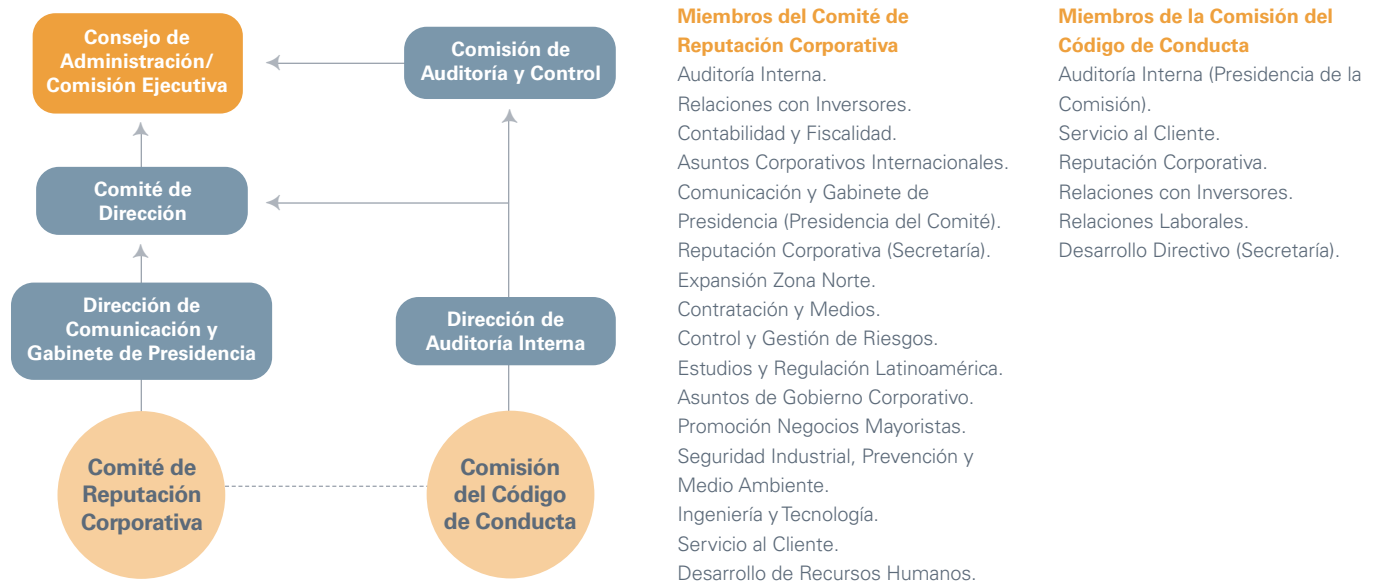 Consejo de
Administración/
Comisión Ejecutiva
Comisión de
Auditoría y Control
Comité de
Dirección
Dirección de
Comunicación y
Gabinete de Presidencia
Dirección de
Auditoría Interna
Comité de
Reputación
Corporativa
Comisión
del Código
de Conducta
Miembros del Comité de
Reputación Corporativa
Auditoría Interna.
Relaciones con Inversores.
Contabilidad y Fiscalidad.
Asuntos Corporativos Internacionales.
Comunicación y Gabinete de
Presidencia (Presidencia del Comité).
Reputación Corporativa (Secretaría).
Expansión Zona Norte.
Contratación y Medios.
Control y Gestión de Riesgos.
Estudios y Regulación Latinoamérica.
Asuntos de Gobierno Corporativo.
Promoción Negocios Mayoristas.
Seguridad Industrial, Prevención y
Medio Ambiente.
Ingeniería y Tecnología.
Servicio al Cliente.
Desarrollo de Recursos Humanos.
Miembros de la Comisión del
Código de Conducta
Auditoría Interna (Presidencia de la
Comisión).
Servicio al Cliente.
Reputación Corporativa.
Relaciones con Inversores.
Relaciones Laborales.
Desarrollo Directivo (Secretaría).